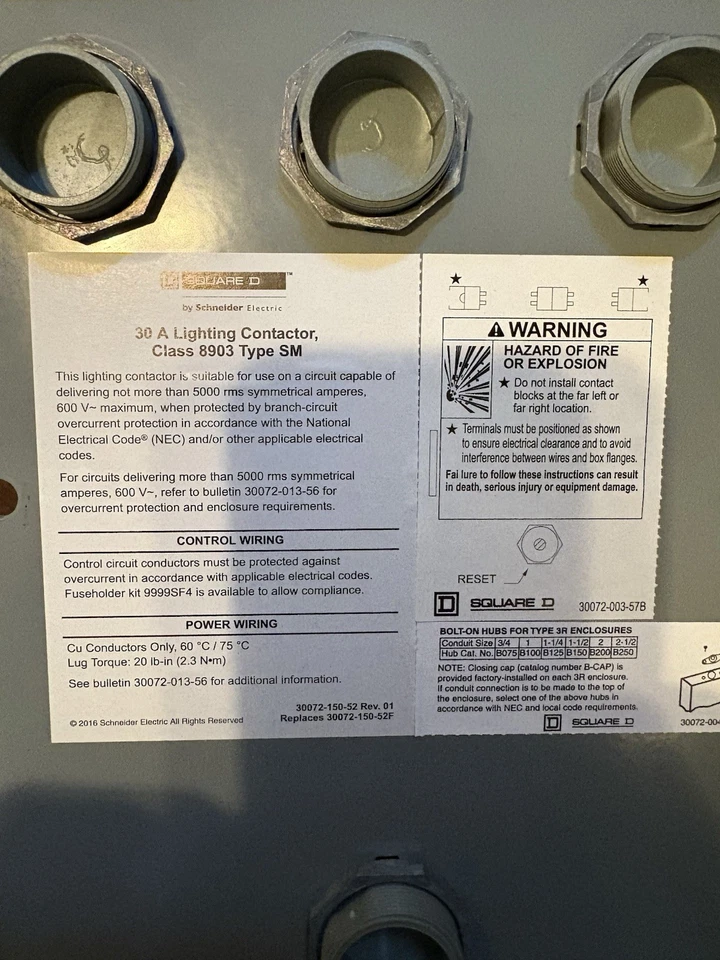 SQUARE D™
by Schneider Electric
30 A Lighting Contactor,
Class 8903 Type SM
This lighting contactor is suitable for use on a circuit capable of
delivering not more than 5000 rms symmetrical amperes,
600 V~ maximum, when protected by branch-circuit
overcurrent protection in accordance with the National
Electrical Code® (NEC) and/or other applicable electrical
codes.
For circuits delivering more than 5000 rms symmetrical
amperes, 600 V~, refer to bulletin 30072-013-56 for
overcurrent protection and enclosure requirements.
CONTROL WIRING
Control circuit conductors must be protected against
overcurrent in accordance with applicable electrical codes.
Fuseholder kit 9999SF4 is available to allow compliance.
POWER WIRING
Cu Conductors Only, 60 °C / 75 °C
Lug Torque: 20 lb-in (2.3 N•m)
See bulletin 30072-013-56 for additional information.
30072-150-52 Rev. 01
© 2016 Schneider Electric All Rights Reserved Replaces 30072-150-52F
★ ★
⚠ WARNING
HAZARD OF FIRE
OR EXPLOSION
★ Do not install contact
blocks at the far left or
far right location.
★ Terminals must be positioned as shown
to ensure electrical clearance and to avoid
interference between wires and box flanges.
Fai lure to follow these instructions can result
in death, serious injury or equipment damage.
RESET
D SQUARE D 30072-003-57B
BOLT-ON HUBS FOR TYPE 3R ENCLOSURES
Conduit Size 3/4 1 1-1/4 1-1/2 2 2-1/2
Hub Cat. No. B075 B100 B125 B150 B200 B250
NOTE: Closing cap (catalog number B-CAP) is
provided factory-installed on each 3R enclosure.
If conduit connection is to be made to the top of
the enclosure, select one of the above hubs in
accordance with NEC and local code requirements.
D SQUARE D 30072-004